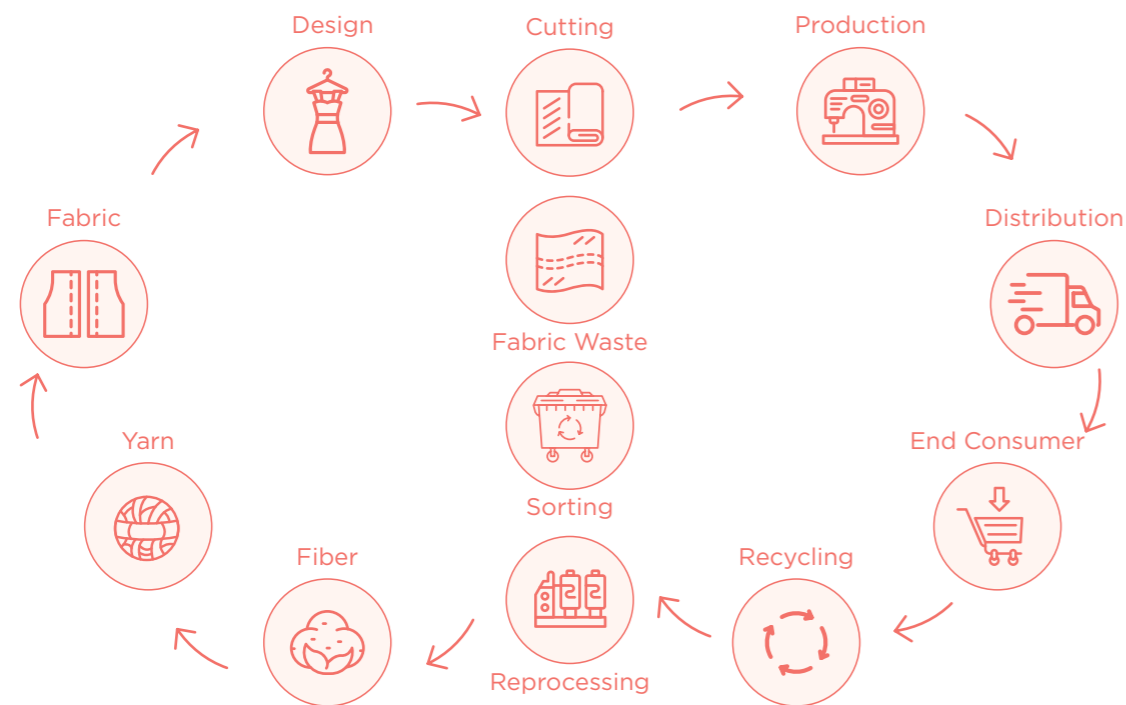 Design
Cutting
Production
Fabric
Distribution
Fabric Waste
Yarn
End Consumer
Sorting
Fiber
Recycling
Reprocessing